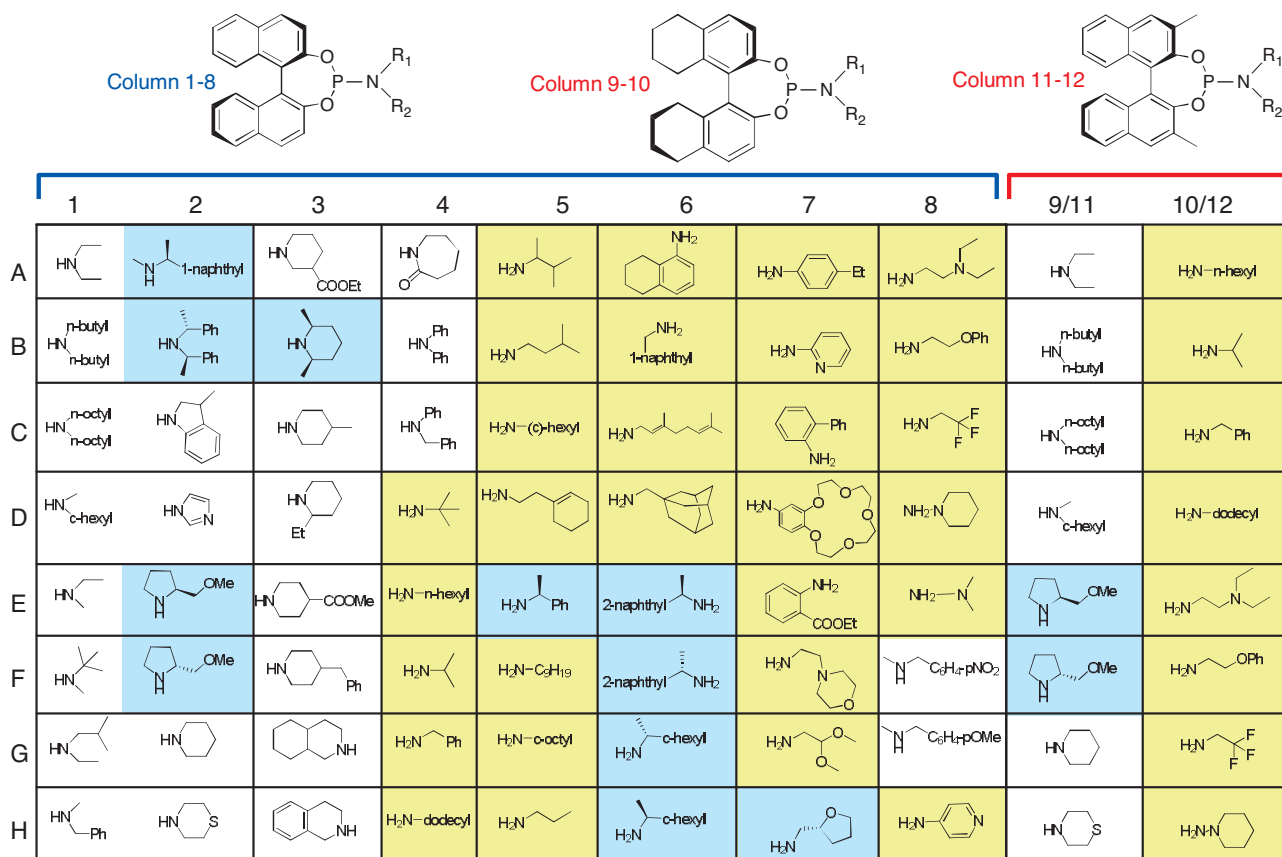 Column 1-8
O
O
P
N
R1
R2
Column 9-10
O
O
P
N
R1
R2
Column 11-12
O
O
P
N
R1
R2
1 2 3 4 5 6 7 8 9/11 10/12
A
HN
N
H
1-naphthyl
HN
COOEt
HN
O
H2N
NH2
H2N
Et
H2N
N
HN
H2N
n-hexyl
B
n-butyl
HN
n-butyl
Ph
HN
Ph
HN
Ph
HN
Ph
H2N
NH2
1-naphthyl
H2N
N
H2N
OPh
n-butyl
HN
n-butyl
H2N
C
n-octyl
HN
n-octyl
HN
HN
Ph
HN
Ph
H2N
(c)-hexyl
H2N
Ph
NH2
H2N
F
F
F
n-octyl
HN
n-octyl
H2N
Ph
D
HN
c-hexyl
HN
N
HN
Et
H2N
H2N
H2N
H2N
O
O
O
O
O
NH2
N
HN
c-hexyl
H2N
dodecyl
E
HN
N
H
OMe
HN
COOMe
H2N
n-hexyl
H2N
Ph
2-naphthyl
NH2
NH2
COOEt
NH2
N
N
H
OMe
H2N
N
F
HN
N
H
OMe
HN
Ph
H2N
H2N
C9H19
2-naphthyl
NH2
H2N
N
O
N
H
C6H4-pNO2
N
H
OMe
H2N
OPh
G
HN
HN
NH
H2N
Ph
H2N
c-octyl
H2N
c-hexyl
H2N
O
O
N
H
C6H4-pOMe
HN
H2N
F
F
F
H
HN
Ph
HN
S
NH
H2N
dodecyl
H2N
H2N
c-hexyl
H2N
O
H2N
N
HN
S
H2N
N